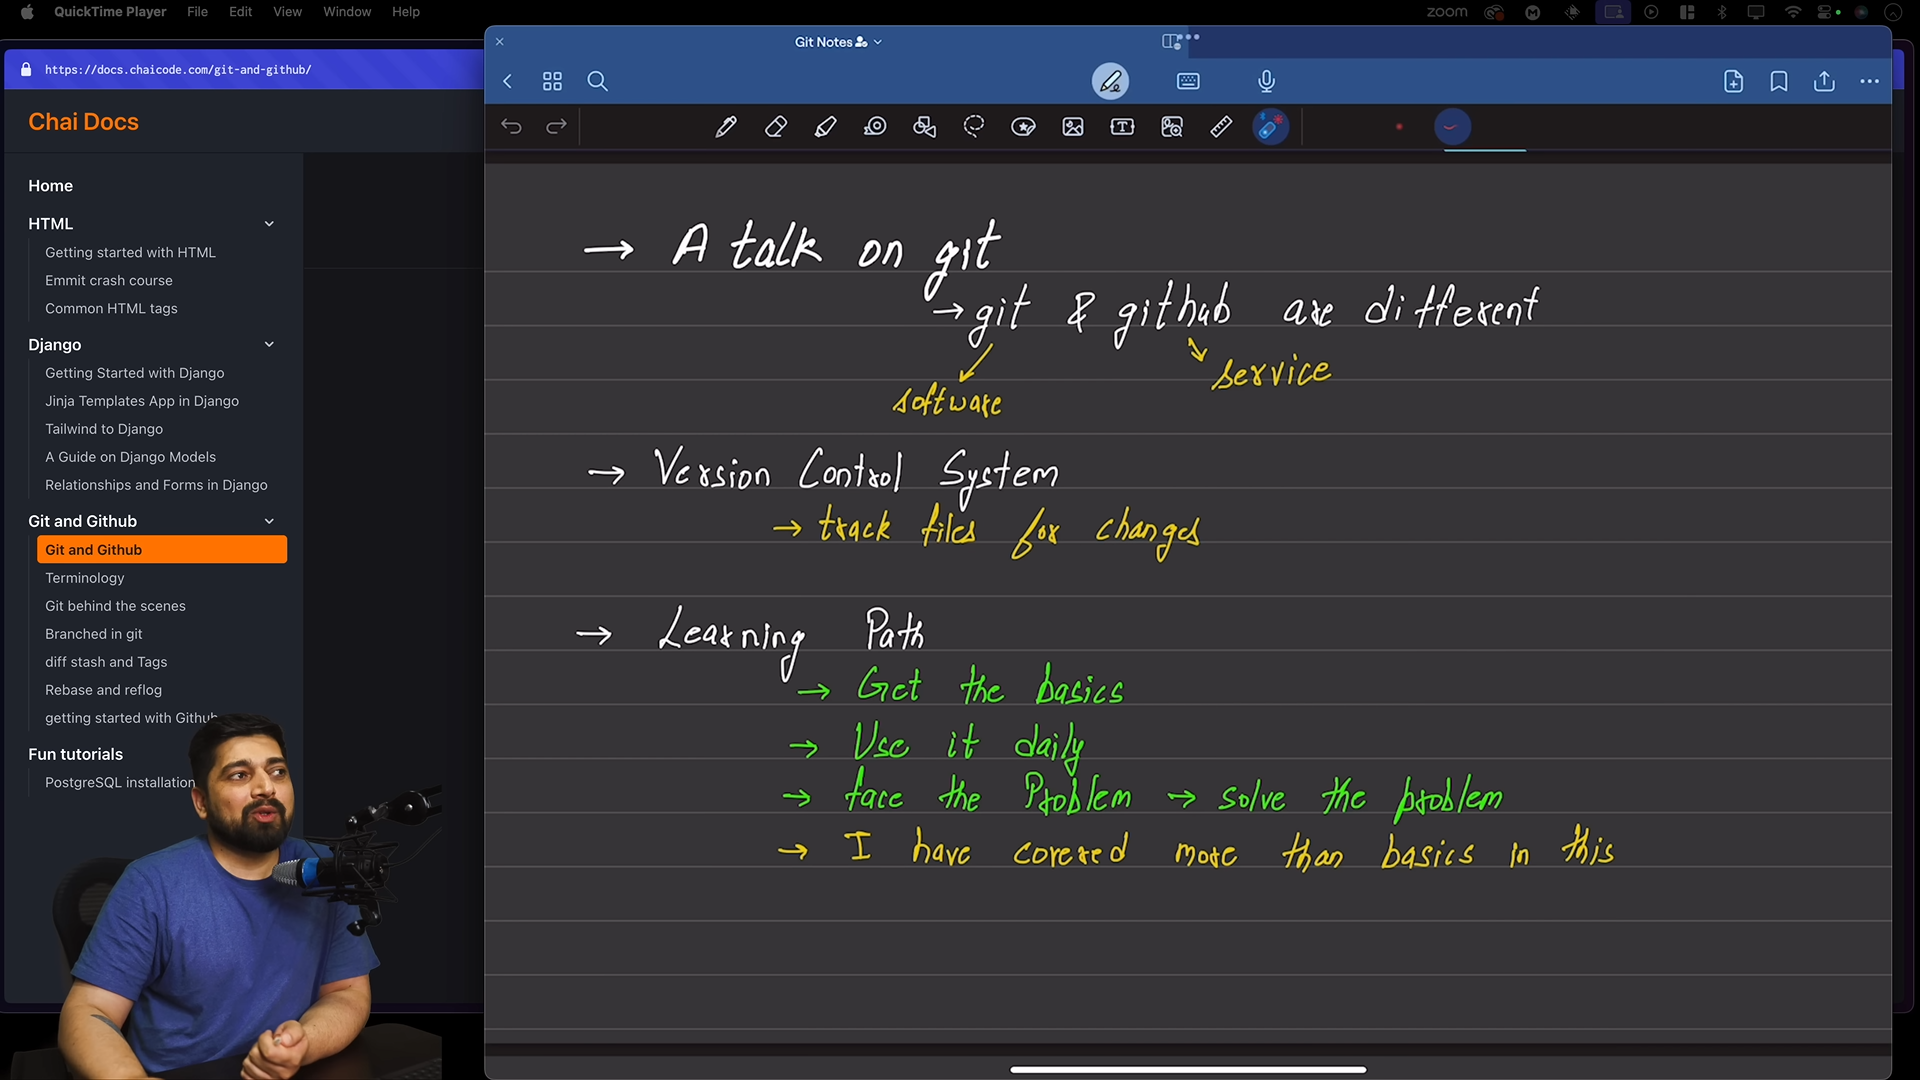 QuickTime Player File Edit View Window Help
zoom
https://docs.chaicode.com/git-and-github/
Chai Docs
Home
HTML
Getting started with HTML
Emmit crash course
Common HTML tags
Django
Getting Started with Django
Jinja Templates App in Django
Tailwind to Django
A Guide on Django Models
Relationships and Forms in Django
Git and Github
Git and Github
Terminology
Git behind the scenes
Branched in git
diff stash and Tags
Rebase and reflog
getting started with Github
Fun tutorials
PostgreSQL installation
Git Notes
→ A talk on git
→ git & github are different
software
service
→ Version Control System
→ track files for changes
→ Learning Path
→ Get the basics
→ Use it daily
→ face the Problem → solve the problem
→ I have covered more than basics in this